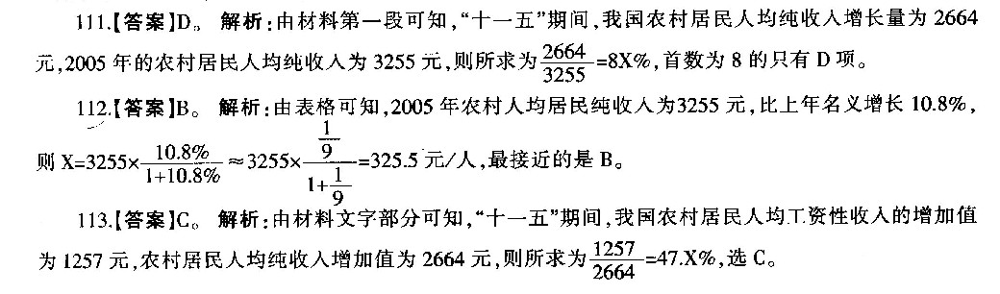 111.【答案】D。 解析:由材料第一段可知,“十一五”期间,我国农村居民人均纯收入增长量为 2664
元,2005 年的农村居民人均纯收入为 3255 元,则所求为2664/3255=8X%,首数为 8 的只有 D 项。
112.【答案】B。 解析:由表格可知,2005 年农村人均居民纯收入为3255 元,比上年名义增长 10.8%,
则 X=3255×10.8%/(1+10.8%)≈3255×(1/9)/(1+1/9)=325.5 元/人,最接近的是 B。
113.【答案】C。 解析:由材料文字部分可知,“十一五”期间,我国农村居民人均工资性收入的增加值
为 1257 元,农村居民人均纯收入增加值为 2664 元,则所求为1257/2664=47.X%,选 C。